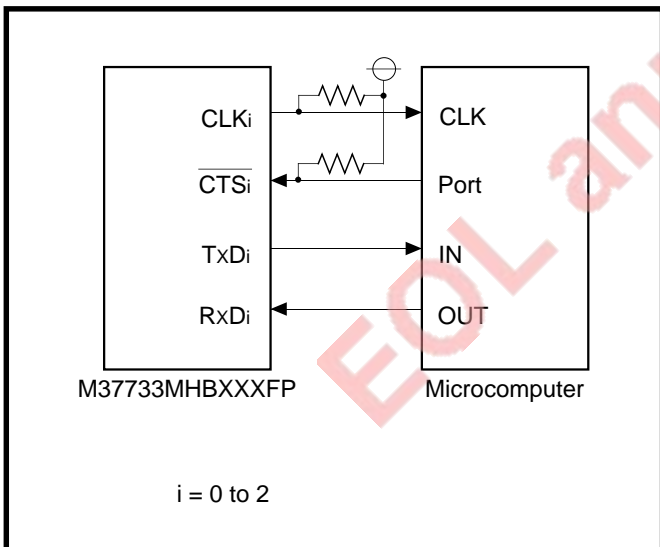 CLKi CLK
CTSi Port
TXDi IN
RXDi OUT
M37733MHBXXXFP Microcomputer
i = 0 to 2
EOL an